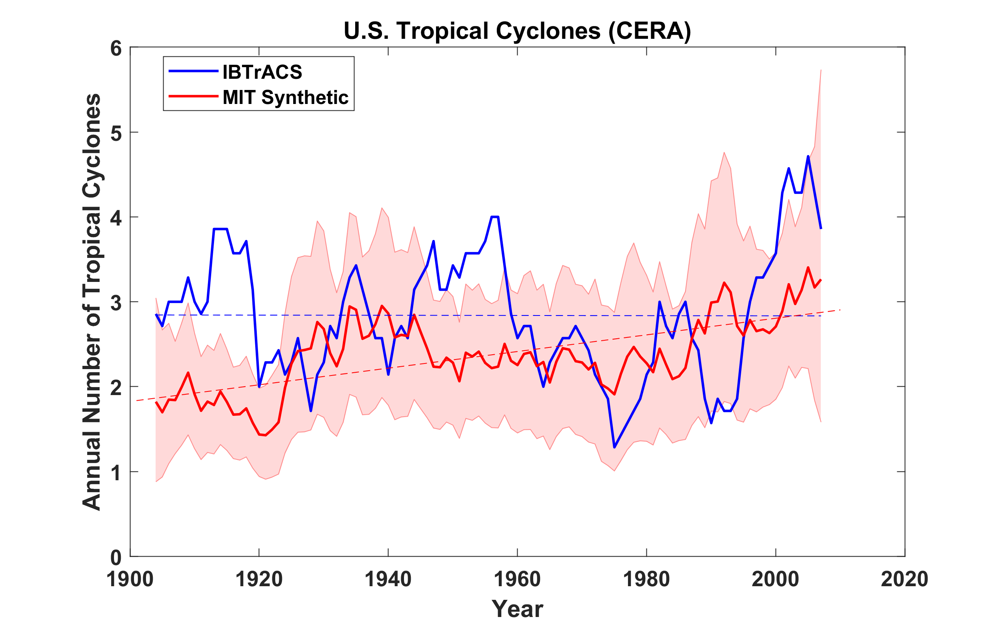 U.S. Tropical Cyclones (CERA)
IBTrACS
MIT Synthetic
Annual Number of Tropical Cyclones
6
5
4
3
2
1
0
1900 1920 1940 1960 1980 2000 2020
Year